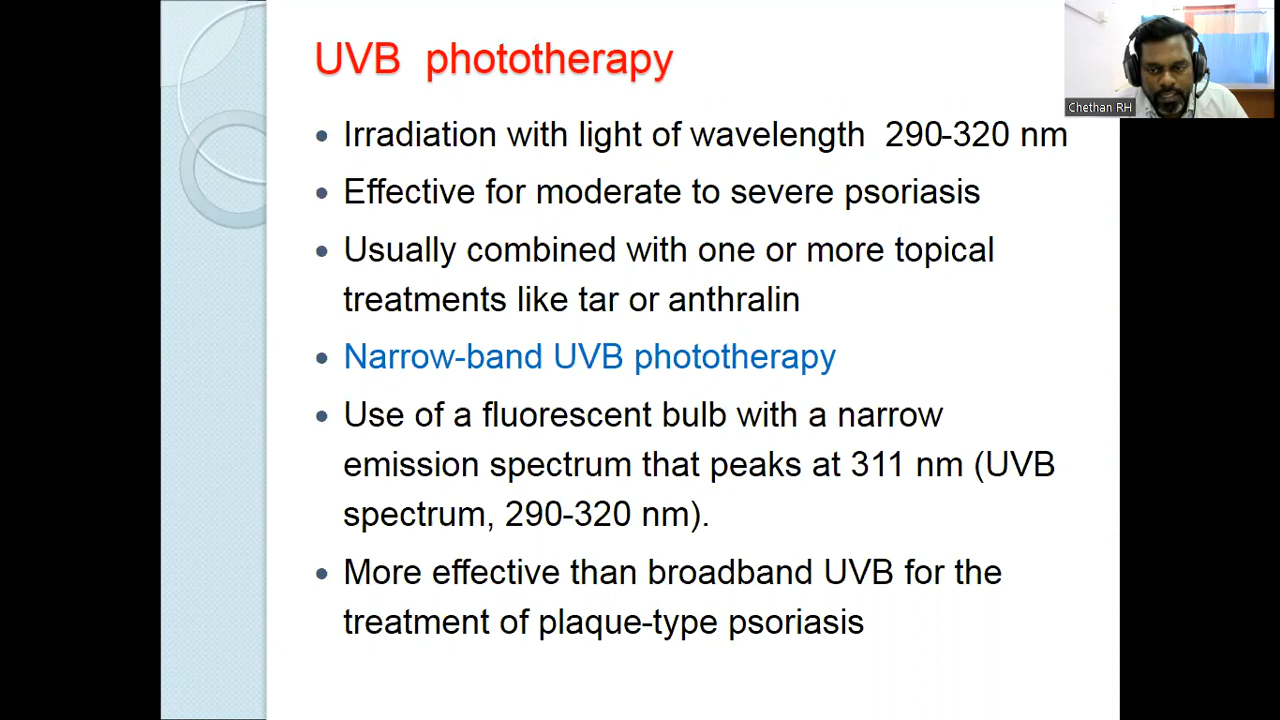 UVB phototherapy
Chethan RH
• Irradiation with light of wavelength 290-320 nm
• Effective for moderate to severe psoriasis
• Usually combined with one or more topical
treatments like tar or anthralin
• Narrow-band UVB phototherapy
• Use of a fluorescent bulb with a narrow
emission spectrum that peaks at 311 nm (UVB
spectrum, 290-320 nm).
• More effective than broadband UVB for the
treatment of plaque-type psoriasis